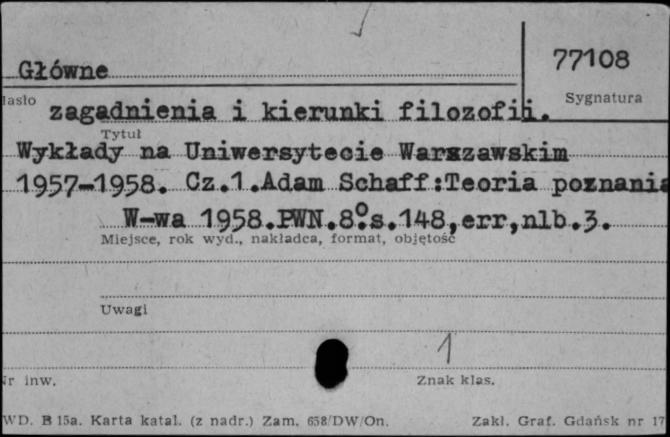 Główne
77108
Sygnatura
zagadnienia i kierunki filozofii.
Tytuł
Wykłady na Uniwersytecie Warszawskim
1957-1958. Cz.1.Adam Schaff:Teoria poznania
W-wa 1958.PWN.8°.s.148,err,nlb.3.
Miejsce, rok wyd., nakładca, format, objętość
Uwagi
1
Nr inw.
Znak klas.
WD. B 15a. Karta katal. (z nadr.) Zam. 658/DW/On.
Zakl. Graf. Gdańsk nr 17